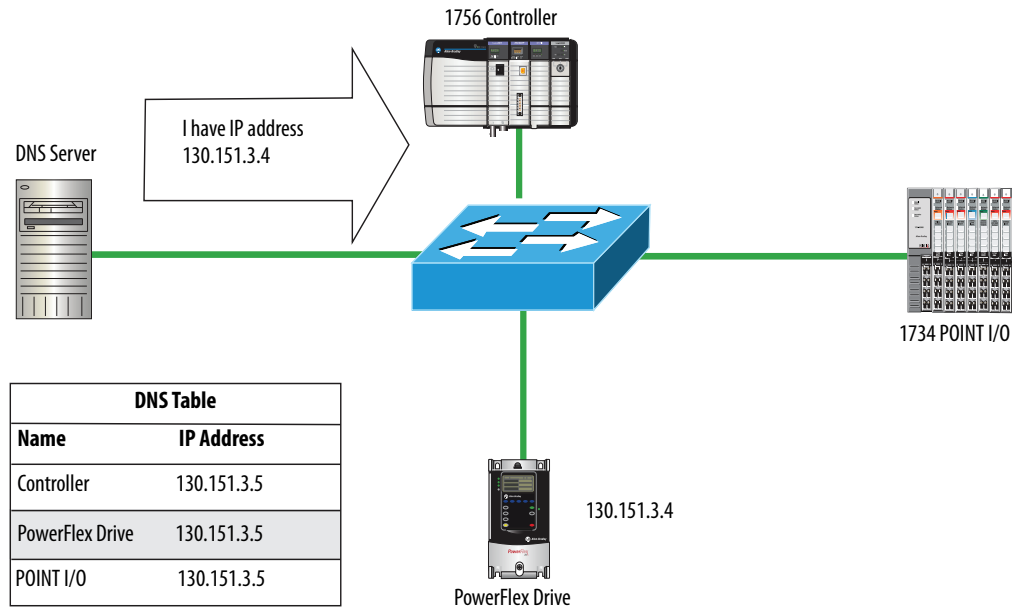 1756 Controller
I have IP address
130.151.3.4
DNS Server
1734 POINT I/O
DNS Table
Name IP Address
Controller 130.151.3.5
PowerFlex Drive 130.151.3.5
POINT I/O 130.151.3.5
130.151.3.4
PowerFlex
PowerFlex Drive